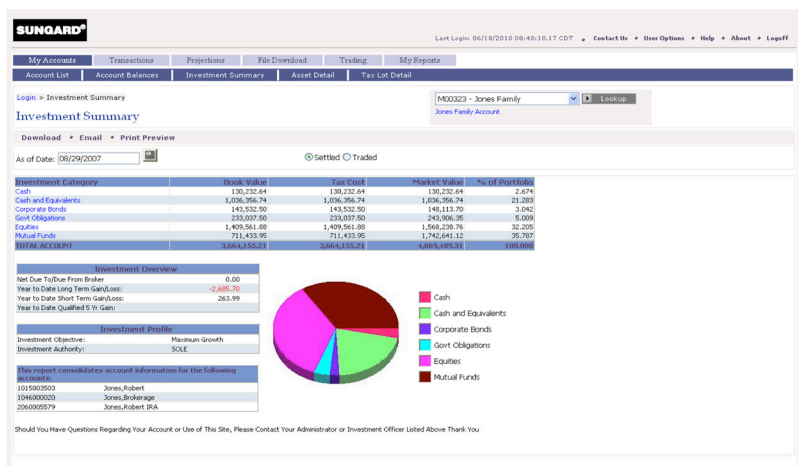 SUNGARD®
Last Login: 06/18/2010 08:48:10.17 CDT Contact Us User Options Help About Logoff
My Accounts Transactions Projections File Download Trading My Reports
Account List Account Balances Investment Summary Asset Detail Tax Lot Detail
Login > Investment Summary
M00323 - Jones Family Lookup
Jones Family Account
Investment Summary
Download Email Print Preview
As of Date: 08/29/2007 Settled Traded
Investment Category Book Value Tax Cost Market Value % of Portfolio
Cash 130,232.64 130,232.64 130,232.64 2.674
Cash and Equivalents 1,036,356.74 1,036,356.74 1,036,356.74 21.283
Corporate Bonds 143,532.50 143,532.50 148,113.70 3.042
Govt Obligations 233,037.50 233,037.50 243,906.35 5.009
Equities 1,409,561.88 1,409,561.88 1,568,238.76 32.205
Mutual Funds 711,433.95 711,433.95 1,742,641.12 35.787
TOTAL ACCOUNT 3,664,155.21 3,664,155.21 4,869,489.31 100.000
Investment Overview
Net Due To/Due From Broker 0.00
Year to Date Long Term Gain/Loss: -2,685.70
Year to Date Short Term Gain/Loss: 263.99
Year to Date Qualified 5 Yr Gain:
Investment Profile
Investment Objective: Maximum Growth
Investment Authority: SOLE
This report consolidates account information for the following
accounts:
1015003503 Jones,Robert
1046000020 Jones,Brokerage
2060005579 Jones,Robert IRA
Cash
Cash and Equivalents
Corporate Bonds
Govt Obligations
Equities
Mutual Funds
Should You Have Questions Regarding Your Account or Use of This Site, Please Contact Your Administrator or Investment Officer Listed Above Thank You